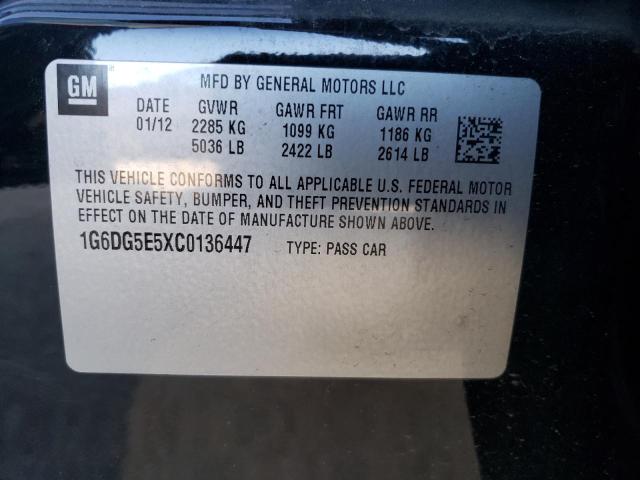 GM
MFD BY GENERAL MOTORS LLC
DATE GVWR GAWR FRT GAWR RR
01/12 2285 KG 1099 KG 1186 KG
5036 LB 2422 LB 2614 LB
THIS VEHICLE CONFORMS TO ALL APPLICABLE U.S. FEDERAL MOTOR
VEHICLE SAFETY, BUMPER, AND THEFT PREVENTION STANDARDS IN
EFFECT ON THE DATE OF MANUFACTURE SHOWN ABOVE.
1G6DG5E5XC0136447 TYPE: PASS CAR